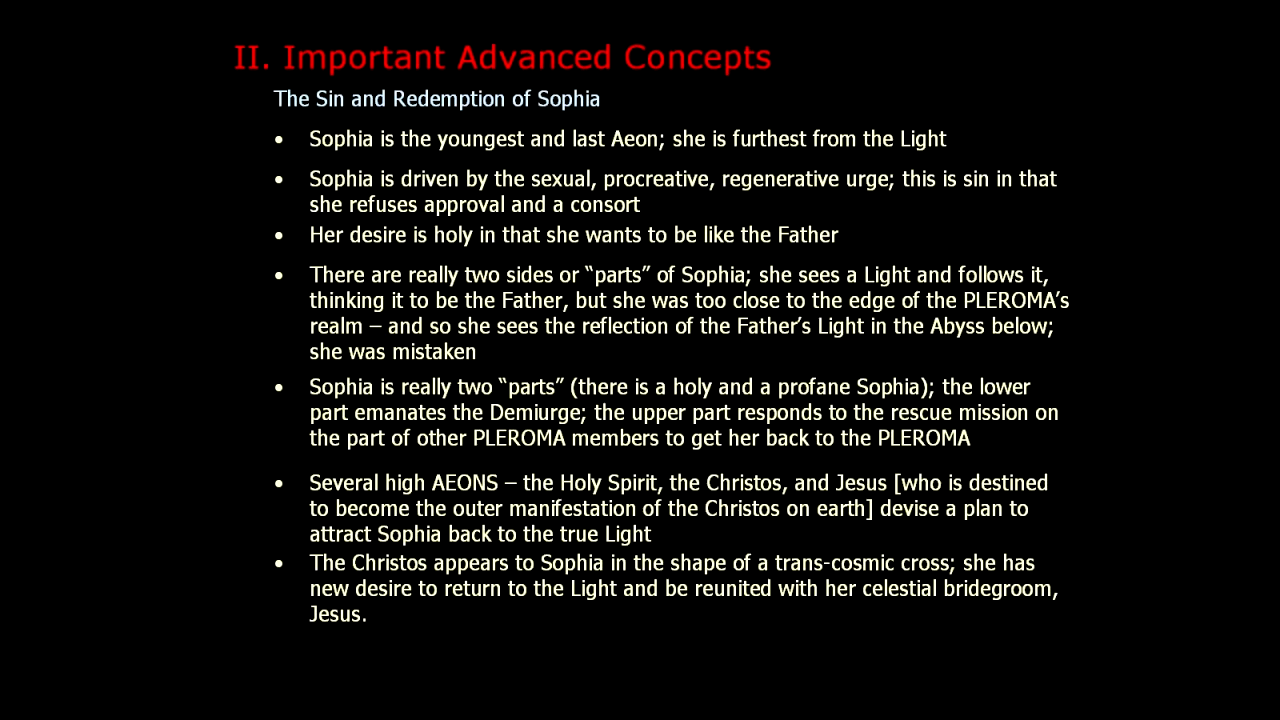 II. Important Advanced Concepts
The Sin and Redemption of Sophia
• Sophia is the youngest and last Aeon; she is furthest from the Light
• Sophia is driven by the sexual, procreative, regenerative urge; this is sin in that
she refuses approval and a consort
• Her desire is holy in that she wants to be like the Father
• There are really two sides or “parts” of Sophia; she sees a Light and follows it,
thinking it to be the Father, but she was too close to the edge of the PLEROMA’s
realm – and so she sees the reflection of the Father’s Light in the Abyss below;
she was mistaken
• Sophia is really two “parts” (there is a holy and a profane Sophia); the lower
part emanates the Demiurge; the upper part responds to the rescue mission on
the part of other PLEROMA members to get her back to the PLEROMA
• Several high AEONS – the Holy Spirit, the Christos, and Jesus [who is destined
to become the outer manifestation of the Christos on earth] devise a plan to
attract Sophia back to the true Light
• The Christos appears to Sophia in the shape of a trans-cosmic cross; she has
new desire to return to the Light and be reunited with her celestial bridegroom,
Jesus.